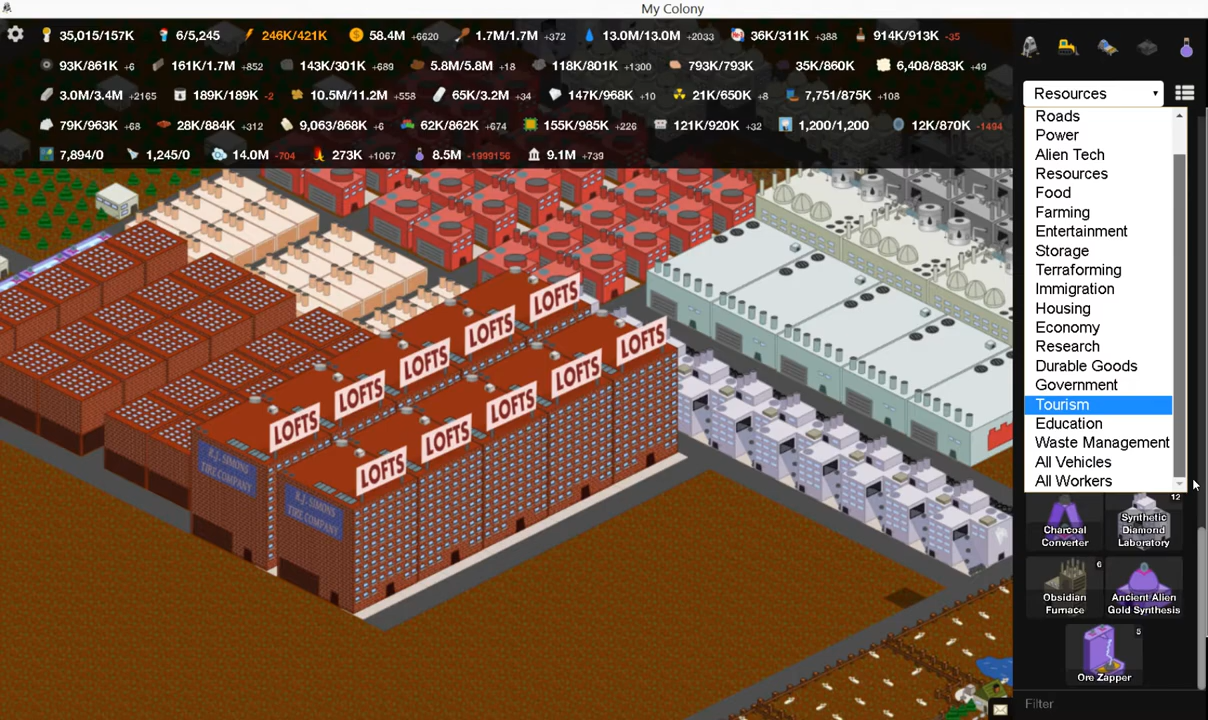 My Colony
35,015/157K 6/5,245 246K/421K 58.4M +6620 1.7M/1.7M +372 13.0M/13.0M +2033 36K/311K +388 914K/913K -35
93K/861K +6 161K/1.7M +852 143K/301K +689 5.8M/5.8M +18 118K/801K +1300 793K/793K 35K/860K 6,408/883K +49
3.0M/3.4M +2165 189K/189K -2 10.5M/11.2M +558 65K/3.2M +34 147K/968K +10 21K/650K +8 7,751/875K +108
79K/963K +68 28K/884K +312 9,063/868K +6 62K/862K +674 155K/985K +226 121K/920K +32 1,200/1,200 12K/870K -1494
7,894/0 1,245/0 14.0M -704 273K +1067 8.5M -1999156 9.1M +739
Resources
Roads
Power
Alien Tech
Resources
Food
Farming
Entertainment
Storage
Terraforming
Immigration
Housing
Economy
Research
Durable Goods
Government
Tourism
Education
Waste Management
All Vehicles
All Workers
LOFTS
LOFTS
LOFTS
LOFTS
LOFTS
LOFTS
LOFTS
LOFTS
LOFTS
LOFTS
R.J. SIMONS
TIRE COMPANY
R.J. SIMONS
TIRE COMPANY
Charcoal
Converter
12
Synthetic
Diamond
Laboratory
6
Obsidian
Furnace
Ancient Alien
Gold Synthesis
Ore Zapper
Filter